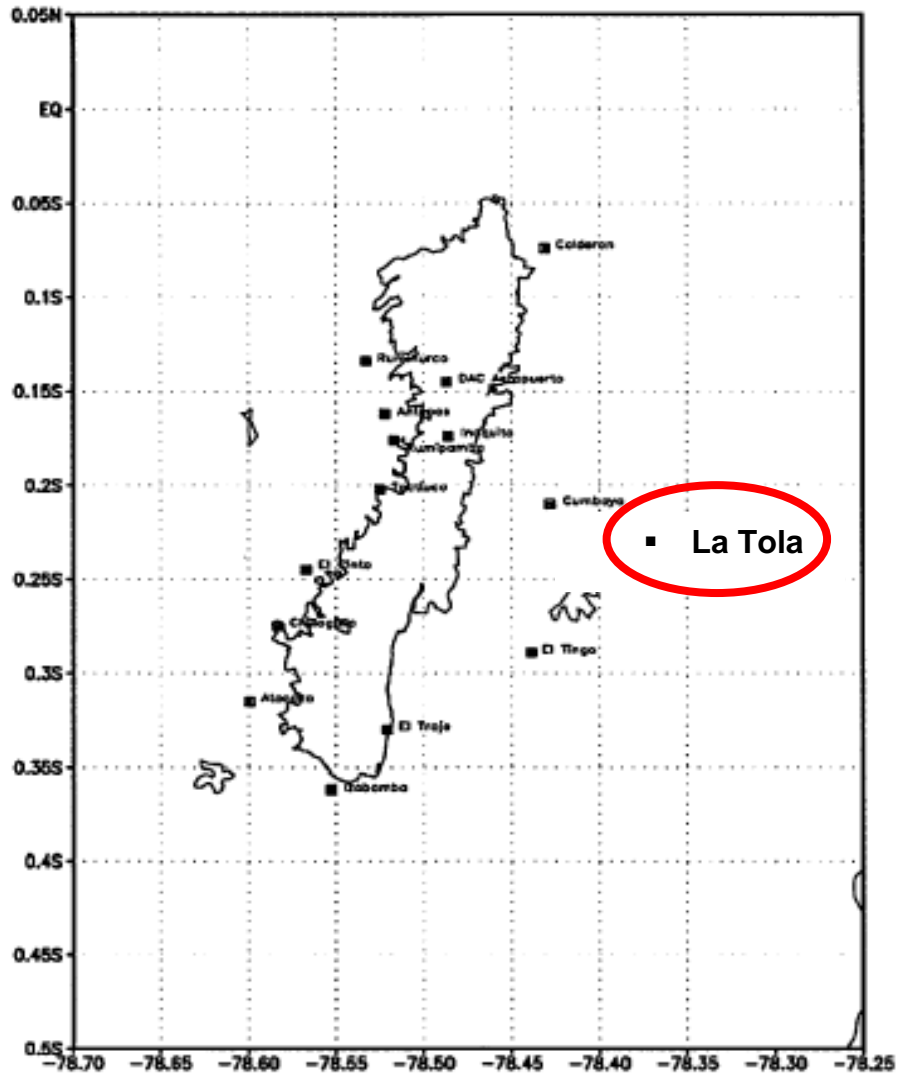 0.05N
EQ
0.05S
Calderon
0.1S
DAC Aeropuerto
0.15S
Inaquito
0.2S
Cumbaya
La Tola
0.25S
El Tingo
0.3S
El Troje
0.35S
Izobamba
0.4S
0.45S
0.5S
-78.70 -78.65 -78.60 -78.55 -78.50 -78.45 -78.40 -78.35 -78.30 -78.25